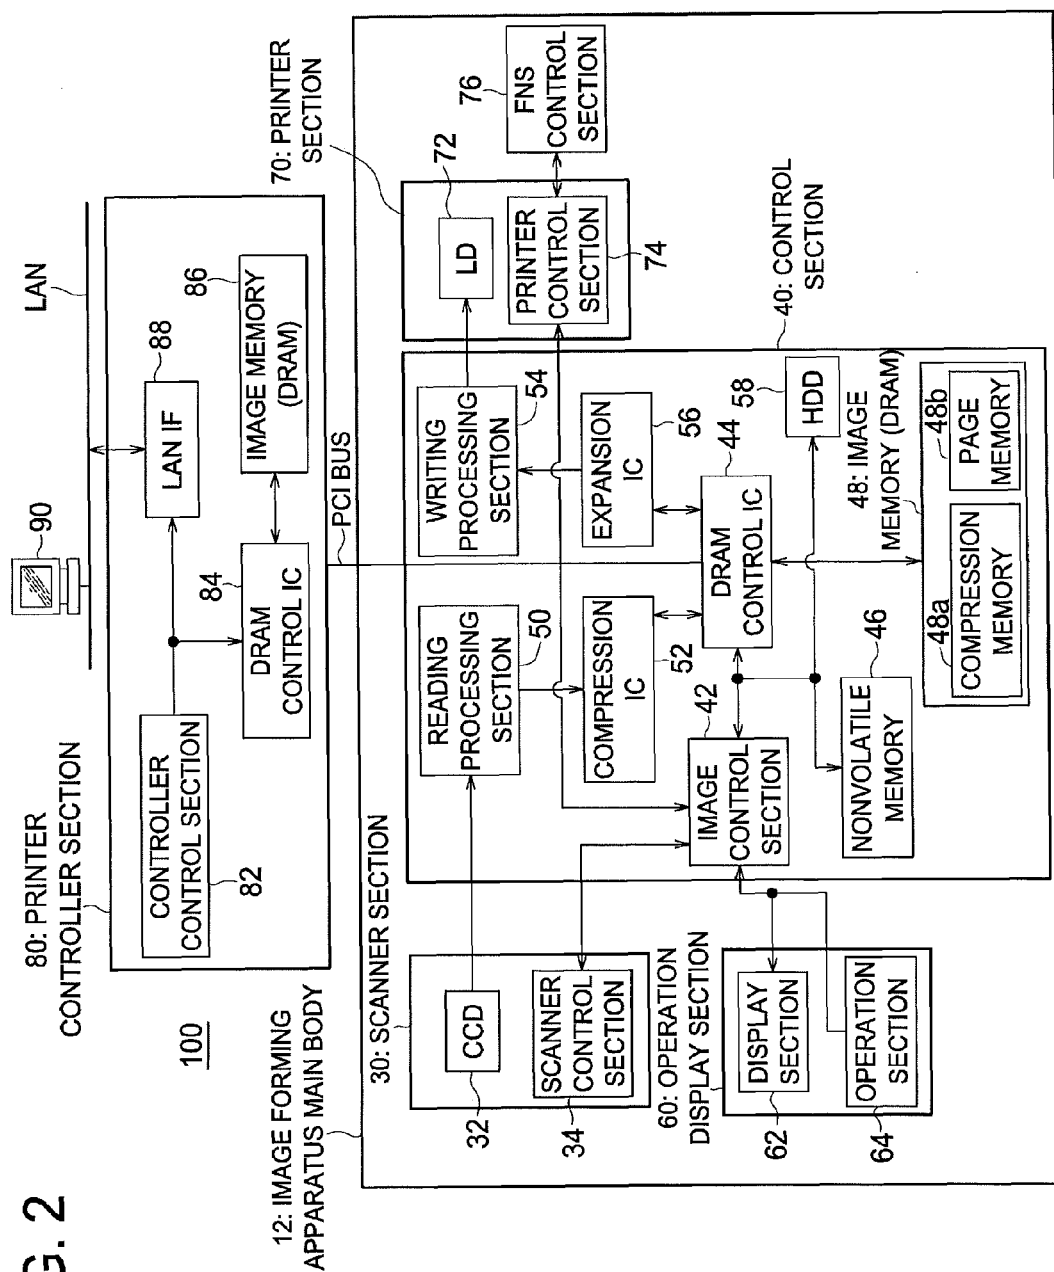 G. 2
100
80: PRINTER
CONTROLLER SECTION
90
LAN
CONTROLLER
CONTROL SECTION
82
LAN IF
88
DRAM
CONTROL IC
84
IMAGE MEMORY
(DRAM)
86
PCI BUS
12: IMAGE FORMING
APPARATUS MAIN BODY
30: SCANNER SECTION
CCD
32
SCANNER
CONTROL
SECTION
34
READING
PROCESSING
SECTION
50
WRITING
PROCESSING
SECTION
54
70: PRINTER
SECTION
LD
72
PRINTER
CONTROL
SECTION
74
FNS
CONTROL
SECTION
76
COMPRESSION
IC
52
EXPANSION
IC
56
IMAGE
CONTROL
SECTION
42
DRAM
CONTROL IC
44
HDD
58
40: CONTROL
SECTION
60: OPERATION
DISPLAY SECTION
DISPLAY
SECTION
62
OPERATION
SECTION
64
NONVOLATILE
MEMORY
46
48: IMAGE
MEMORY (DRAM)
48a
COMPRESSION
MEMORY
48b
PAGE
MEMORY